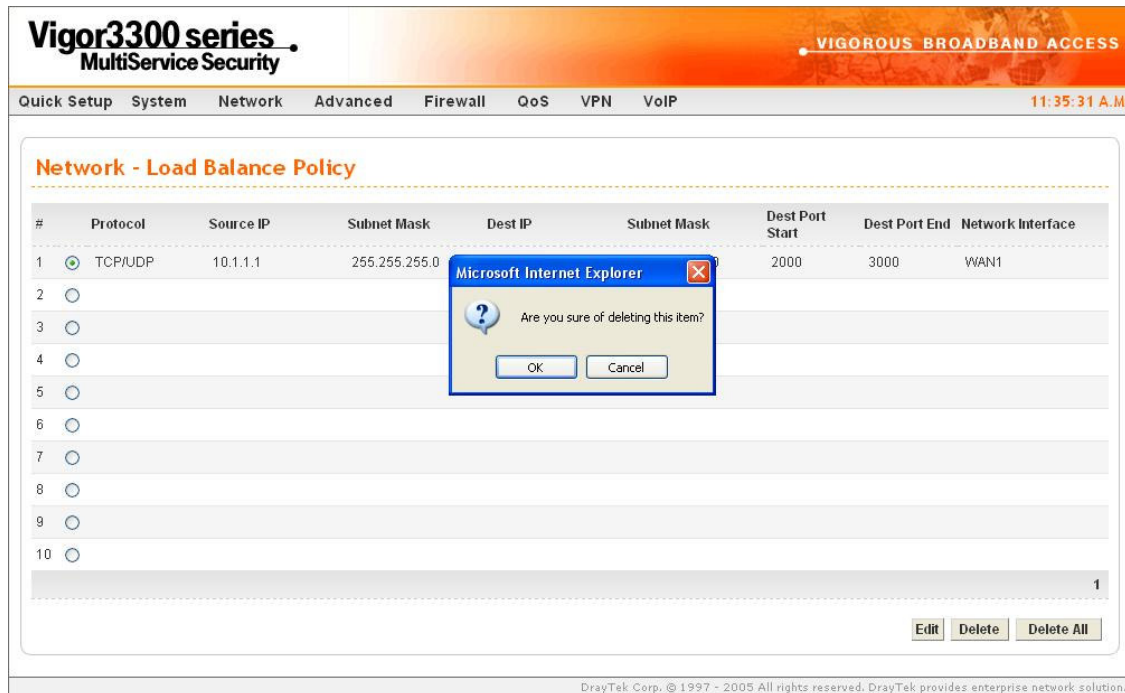 Vigor3300 series
MultiService Security
VIGOROUS BROADBAND ACCESS
Quick Setup System Network Advanced Firewall QoS VPN VoIP 11:35:31 A.M
Network - Load Balance Policy
# Protocol Source IP Subnet Mask Dest IP Subnet Mask Dest Port Start Dest Port End Network Interface
1 TCP/UDP 10.1.1.1 255.255.255.0 2000 3000 WAN1
Microsoft Internet Explorer
Are you sure of deleting this item?
OK Cancel
2
3
4
5
6
7
8
9
10
1
Edit Delete Delete All
DrayTek Corp. © 1997 - 2005 All rights reserved. DrayTek provides enterprise network solution.